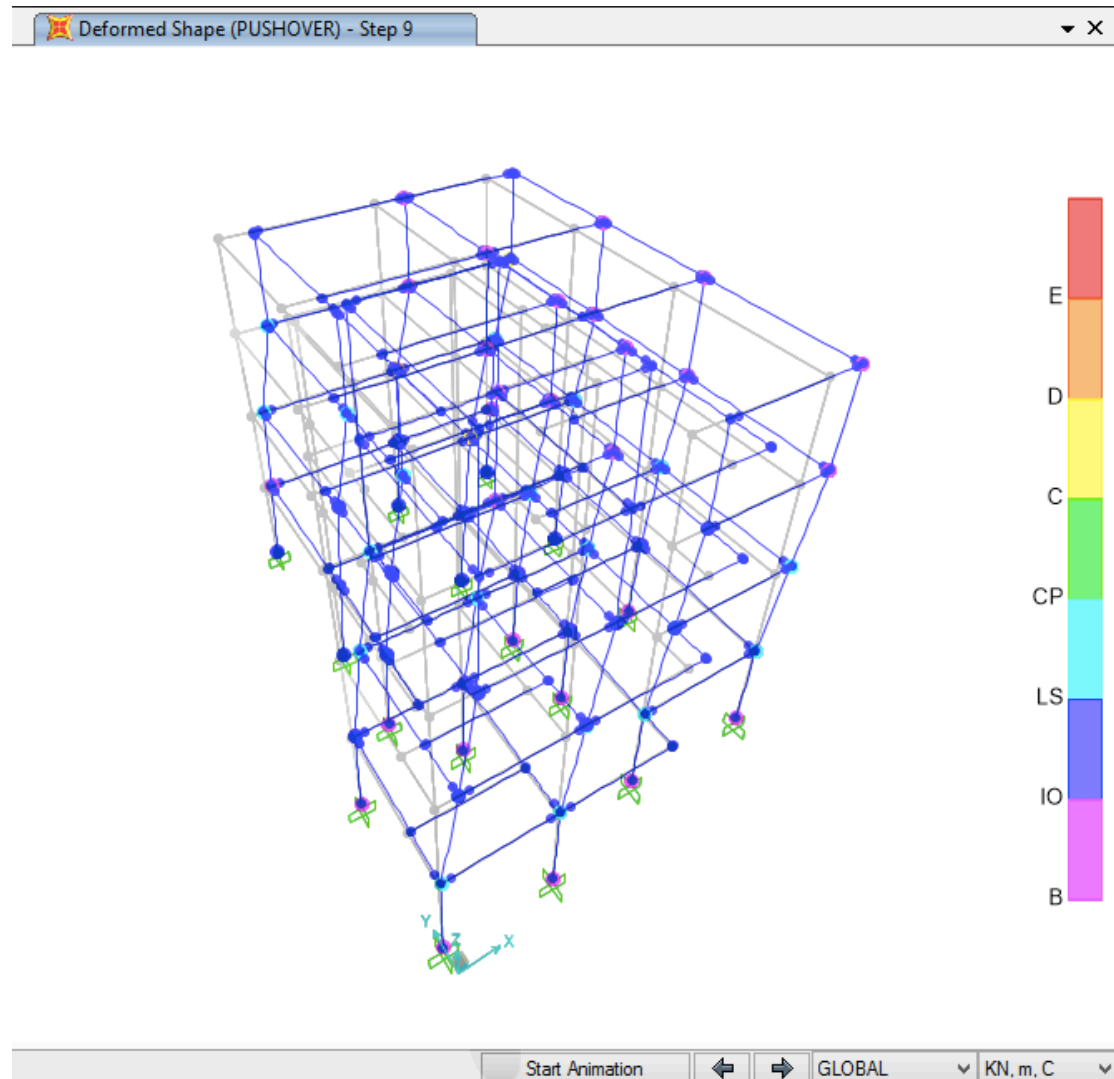 Deformed Shape (PUSHOVER) - Step 9
E
D
C
CP
LS
IO
B
Y
Z
X
Start Animation
GLOBAL
KN, m, C